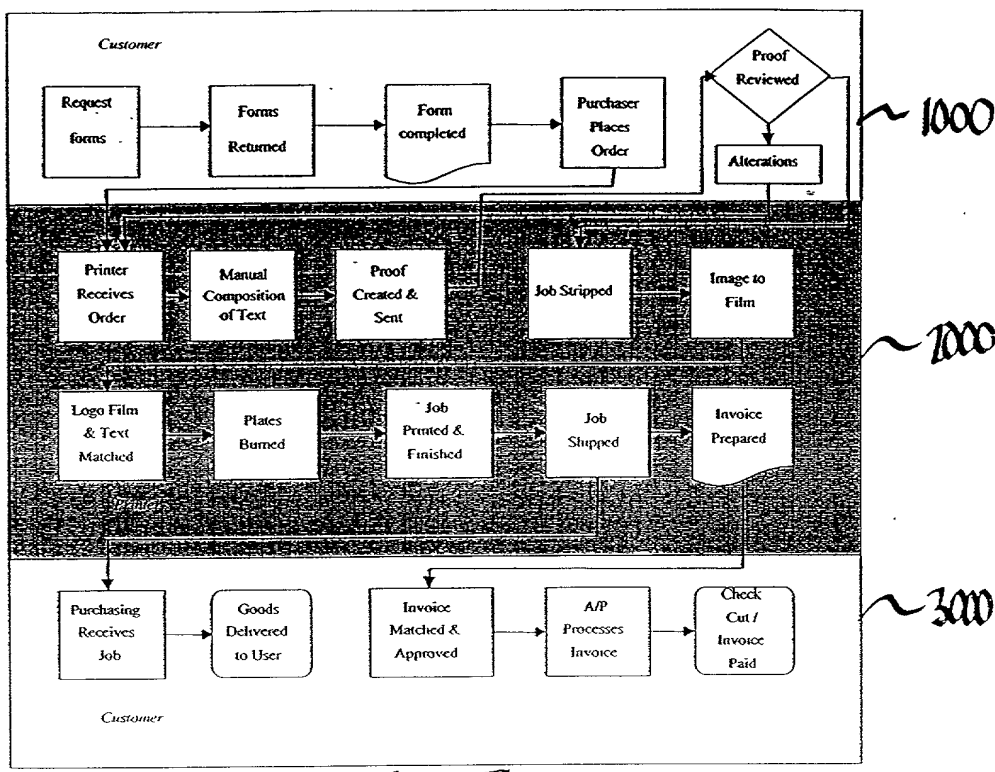 Customer
Request
forms
Forms
Returned
Form
completed
Purchaser
Places
Order
Proof
Reviewed
Alterations
1000
Printer
Receives
Order
Manual
Composition
of Text
Proof
Created &
Sent
Job Stripped
Image to
Film
2000
Logo Film
& Text
Matched
Plates
Burned
Job
Printed &
Finished
Job
Shipped
Invoice
Prepared
Purchasing
Receives
Job
Goods
Delivered
to User
Invoice
Matched &
Approved
A/P
Processes
Invoice
Check
Cut /
Invoice
Paid
3000
Customer